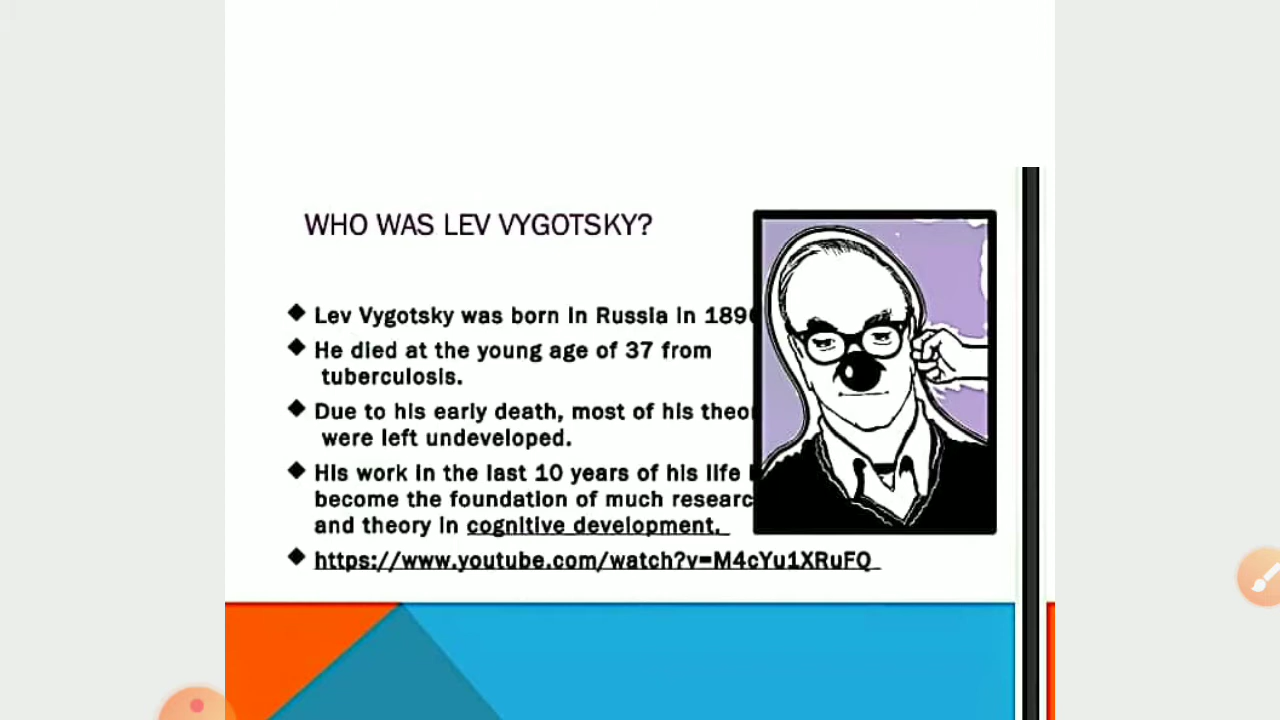 WHO WAS LEV VYGOTSKY?
◆ Lev Vygotsky was born in Russia in 189
◆ He died at the young age of 37 from
tuberculosis.
◆ Due to his early death, most of his theor
were left undeveloped.
◆ His work in the last 10 years of his life
become the foundation of much researc
and theory in cognitive development.
◆ https://www.youtube.com/watch?v=M4cYu1XRuFQ